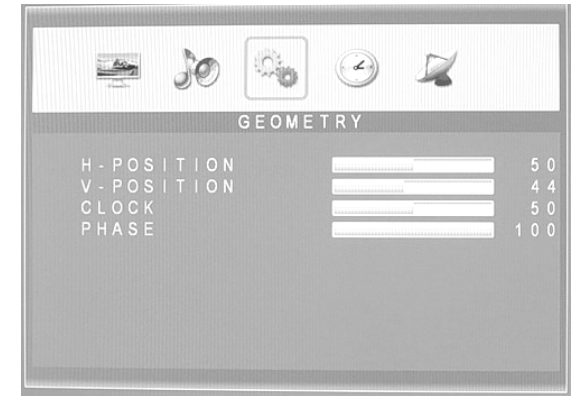 GEOMETRY
H-POSITION 50
V-POSITION 44
CLOCK 50
PHASE 100